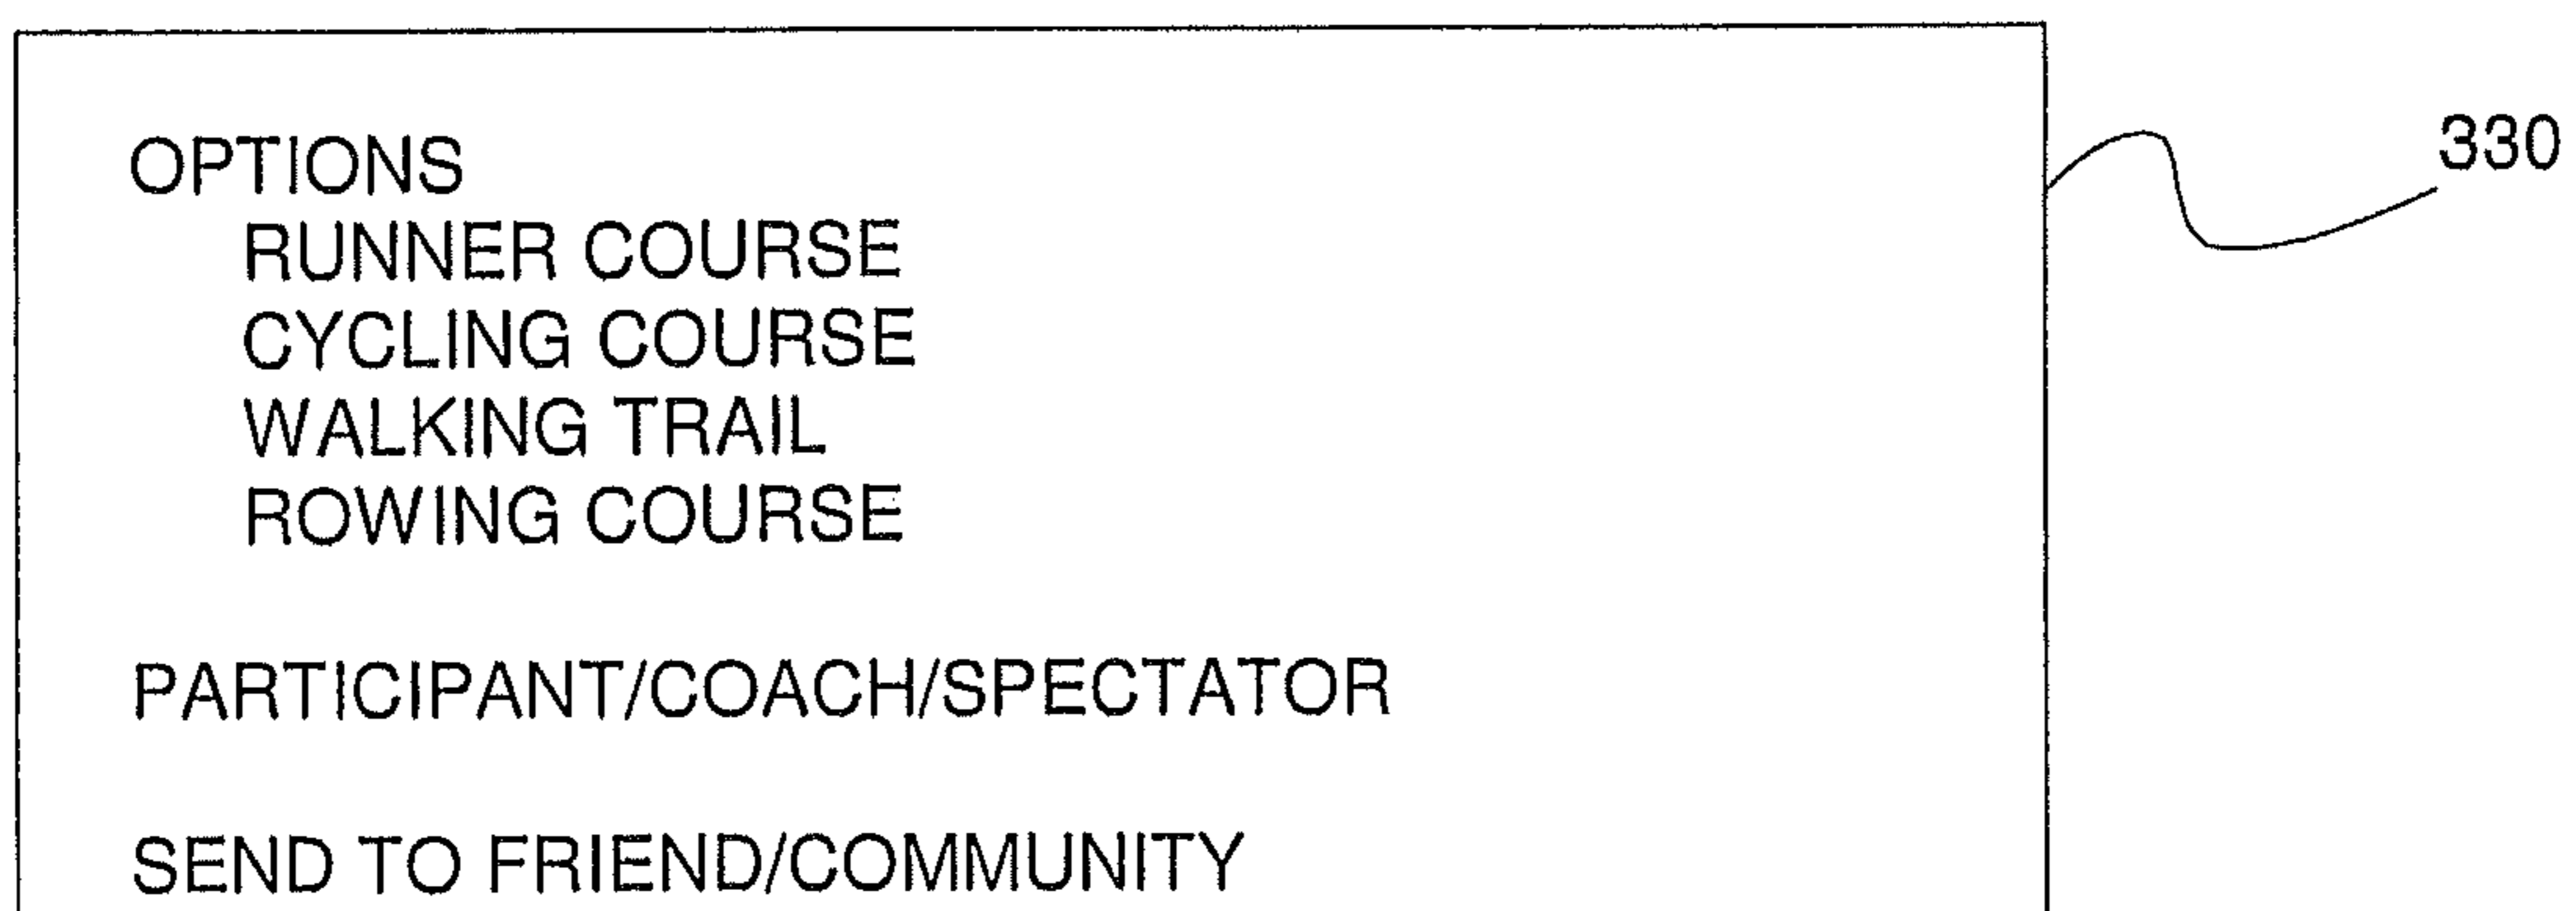 OPTIONS
330
RUNNER COURSE
CYCLING COURSE
WALKING TRAIL
ROWING COURSE
PARTICIPANT/COACH/SPECTATOR
SEND TO FRIEND/COMMUNITY